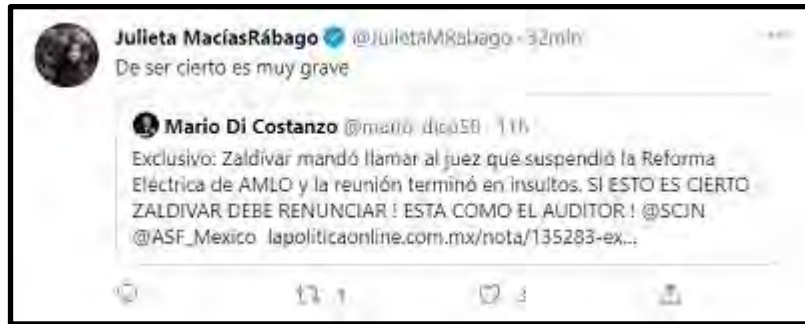 Julieta MacíasRábago @JulietaMRabago · 32min
De ser cierto es muy grave
Mario Di Costanzo 11h
Exclusivo: Zaldívar mandó llamar al juez que suspendió la Reforma
Eléctrica de AMLO y la reunión terminó en insultos. SI ESTO ES CIERTO
ZALDIVAR DEBE RENUNCIAR ! ESTA COMO EL AUDITOR ! @SCJN
@ASF_Mexico lapoliticaonline.com.mx/nota/135283-ex...
1